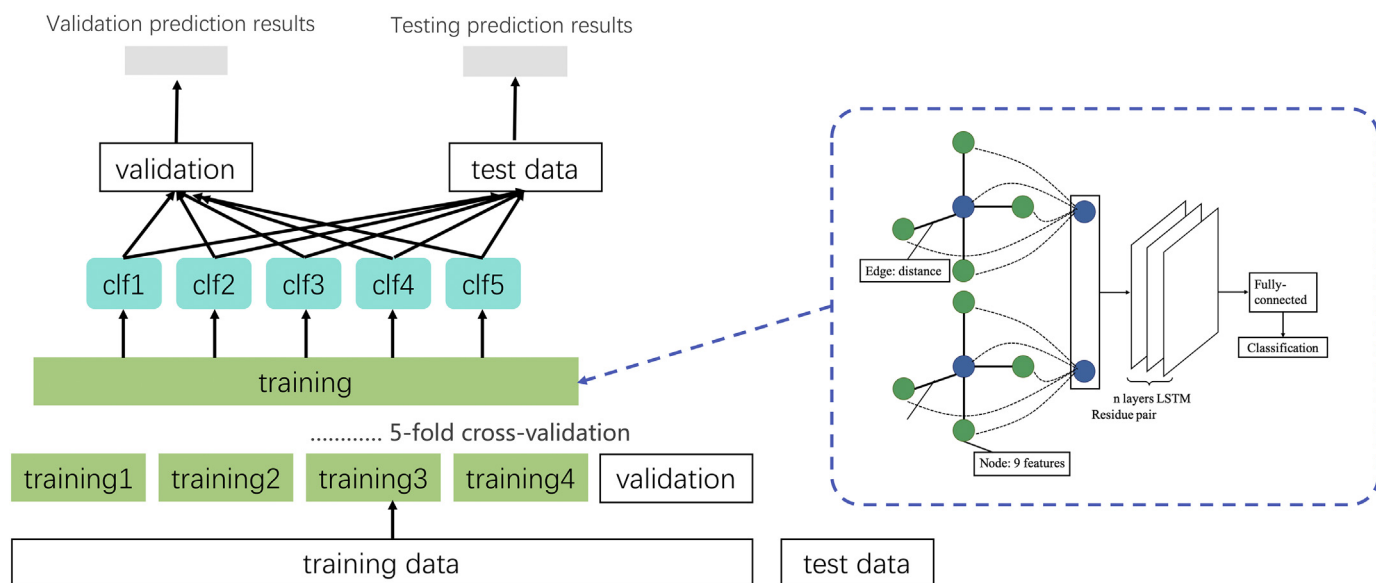 Validation prediction results
Testing prediction results
validation
test data
clf1
clf2
clf3
clf4
clf5
training
............ 5-fold cross-validation
training1
training2
training3
training4
validation
training data
test data
Edge: distance
Node: 9 features
n layers LSTM
Residue pair
Fully-
connected
Classification